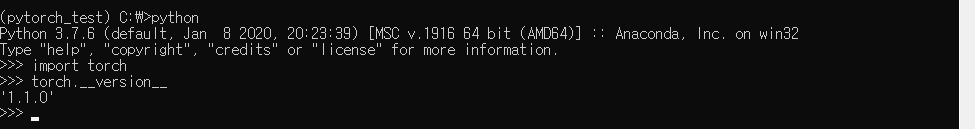 (pytorch_test) C:₩>python
Python 3.7.6 (default, Jan  8 2020, 20:23:39) [MSC v.1916 64 bit (AMD64)] :: Anaconda, Inc. on win32
Type "help", "copyright", "credits" or "license" for more information.
>>> import torch
>>> torch.__version__
'1.1.0'
>>> _